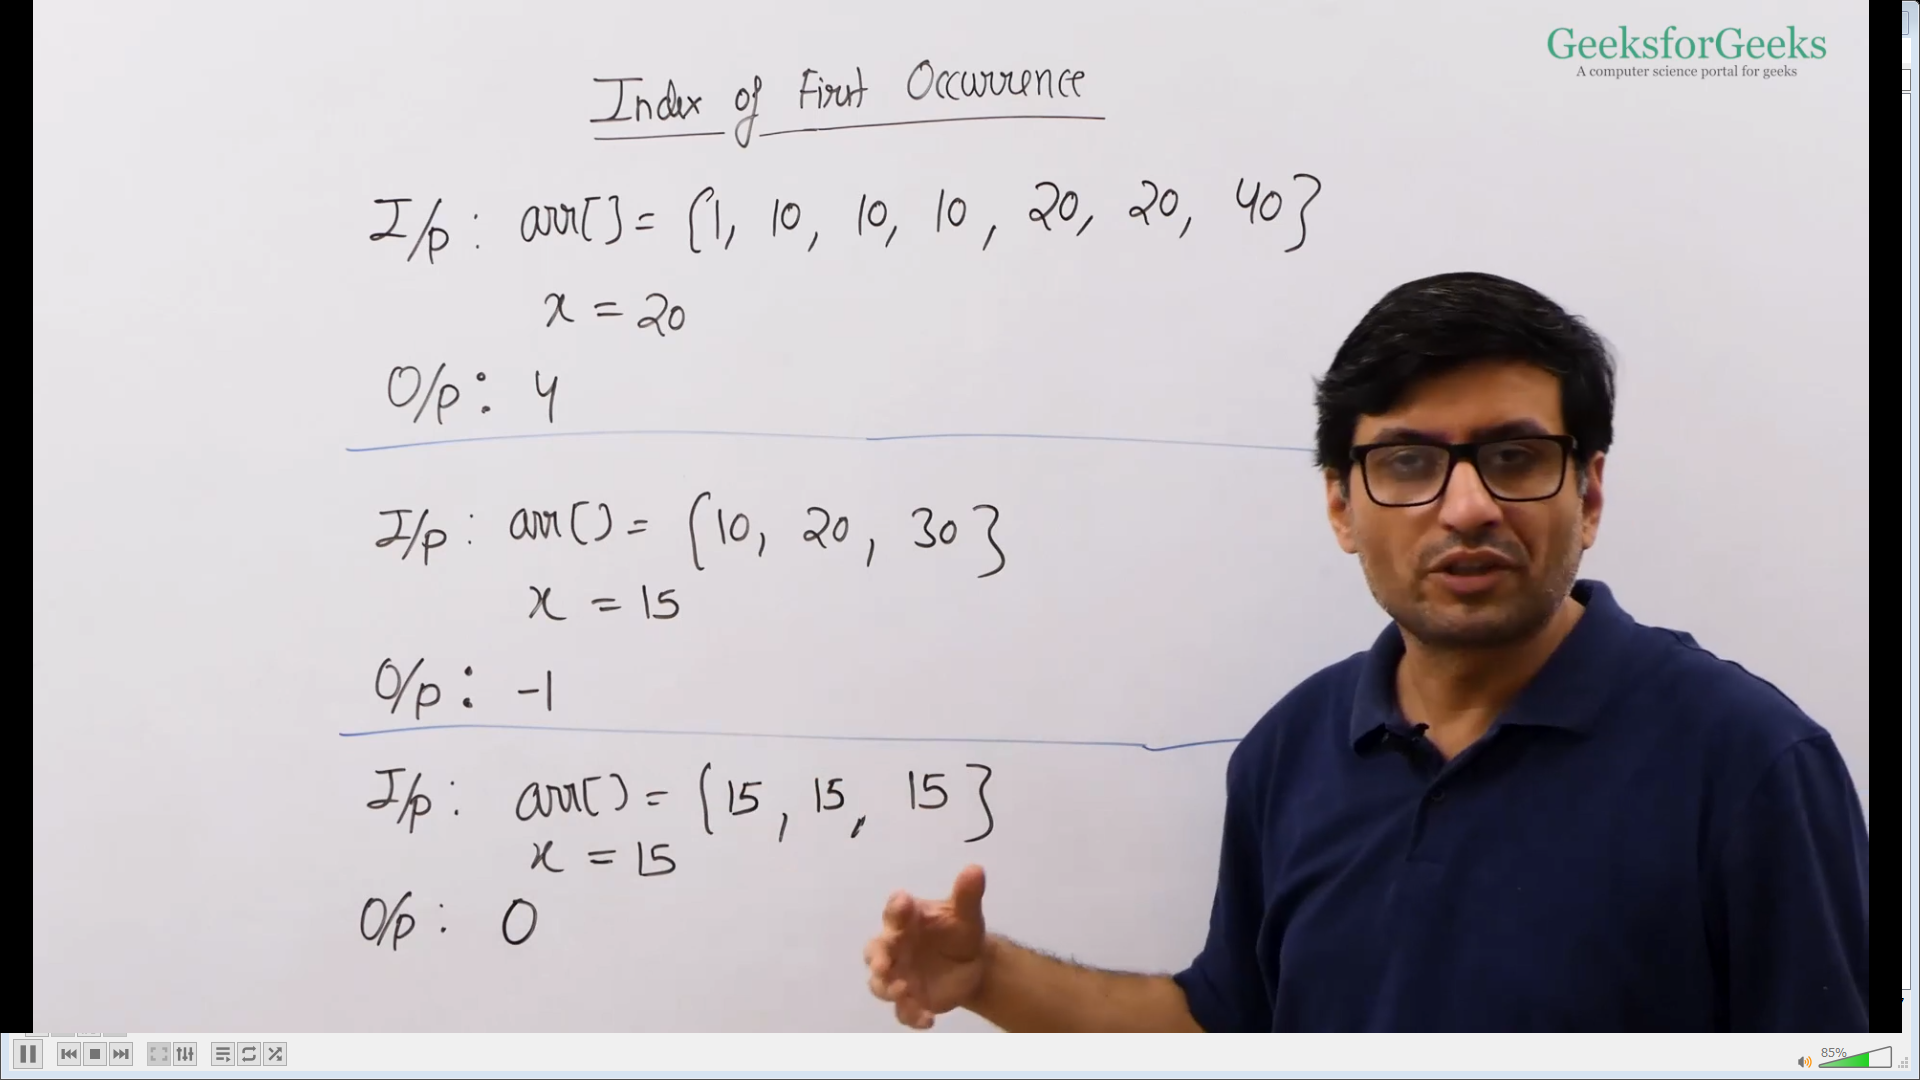 GeeksforGeeks
A computer science portal for geeks
Index of First Occurrence
I/p : arr[] = {1, 10, 10, 10, 20, 20, 40}
x = 20
O/p : 4
I/p : arr[] = {10, 20, 30}
x = 15
O/p : -1
I/p : arr[] = {15, 15, 15}
x = 15
O/p : 0
85%